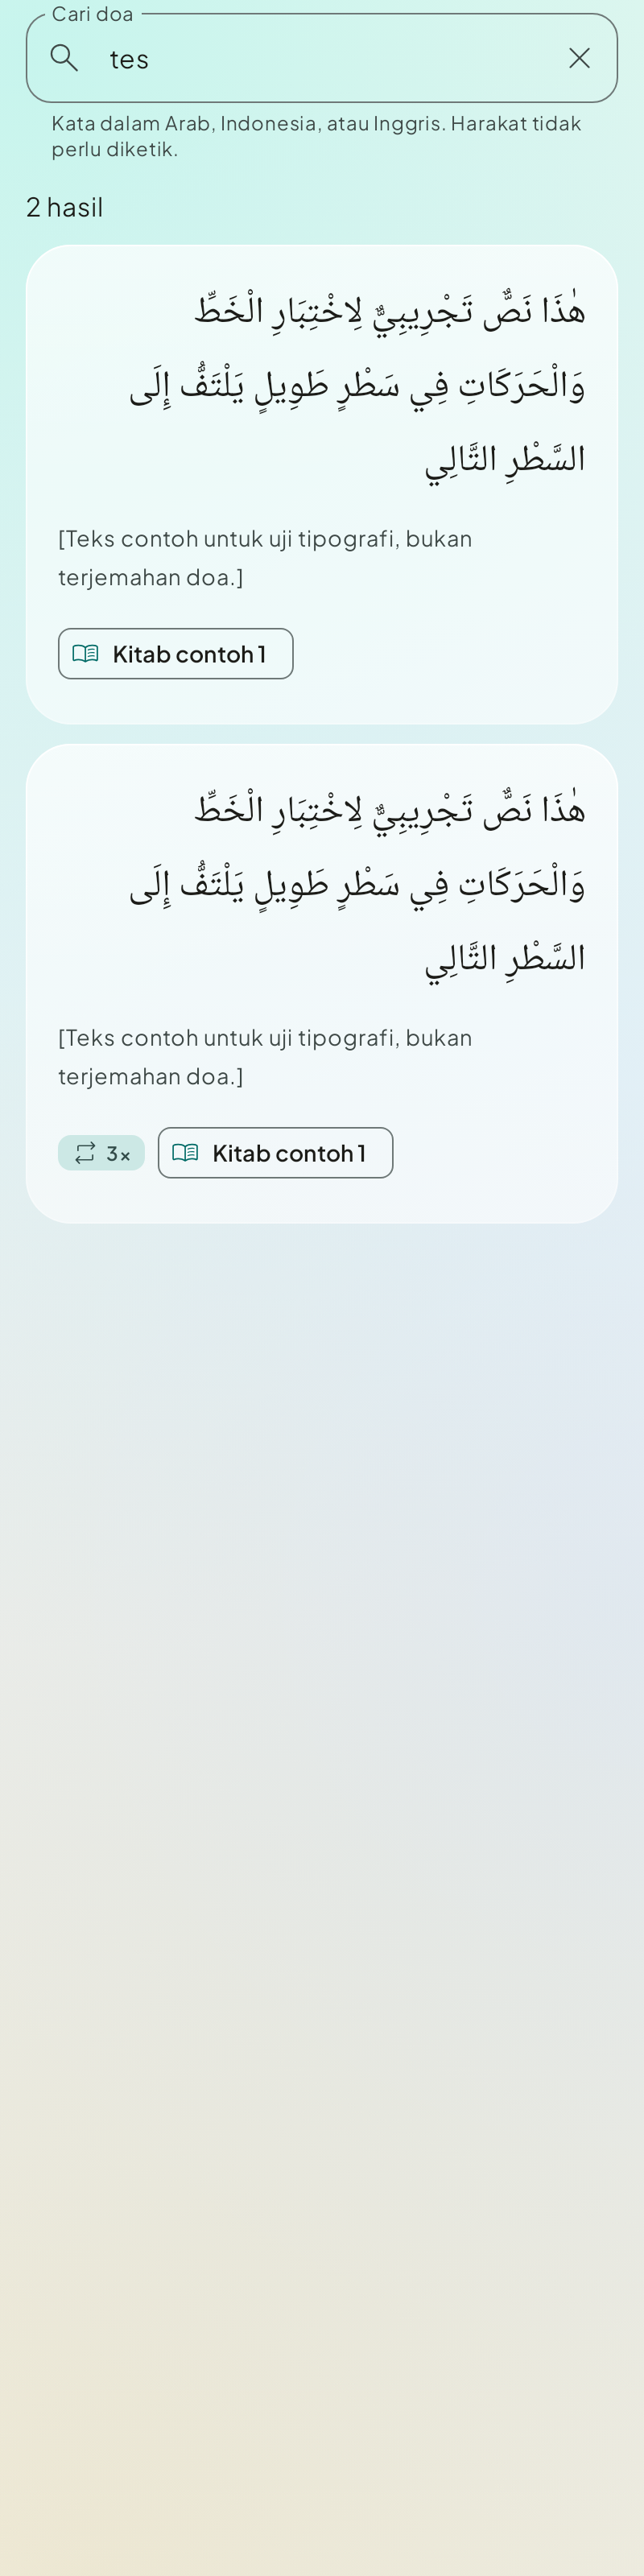 Cari doa
tes
Kata dalam Arab, Indonesia, atau Inggris. Harakat tidak
perlu diketik.
2 hasil
هٰذَا نَصٌّ تَجْرِيبِيٌّ لِاخْتِبَارِ الْخَطِّ
وَالْحَرَكَاتِ فِي سَطْرٍ طَوِيلٍ يَلْتَفُّ إِلَى
السَّطْرِ التَّالِي
[Teks contoh untuk uji tipografi, bukan
terjemahan doa.]
Kitab contoh 1
هٰذَا نَصٌّ تَجْرِيبِيٌّ لِاخْتِبَارِ الْخَطِّ
وَالْحَرَكَاتِ فِي سَطْرٍ طَوِيلٍ يَلْتَفُّ إِلَى
السَّطْرِ التَّالِي
[Teks contoh untuk uji tipografi, bukan
terjemahan doa.]
3× Kitab contoh 1